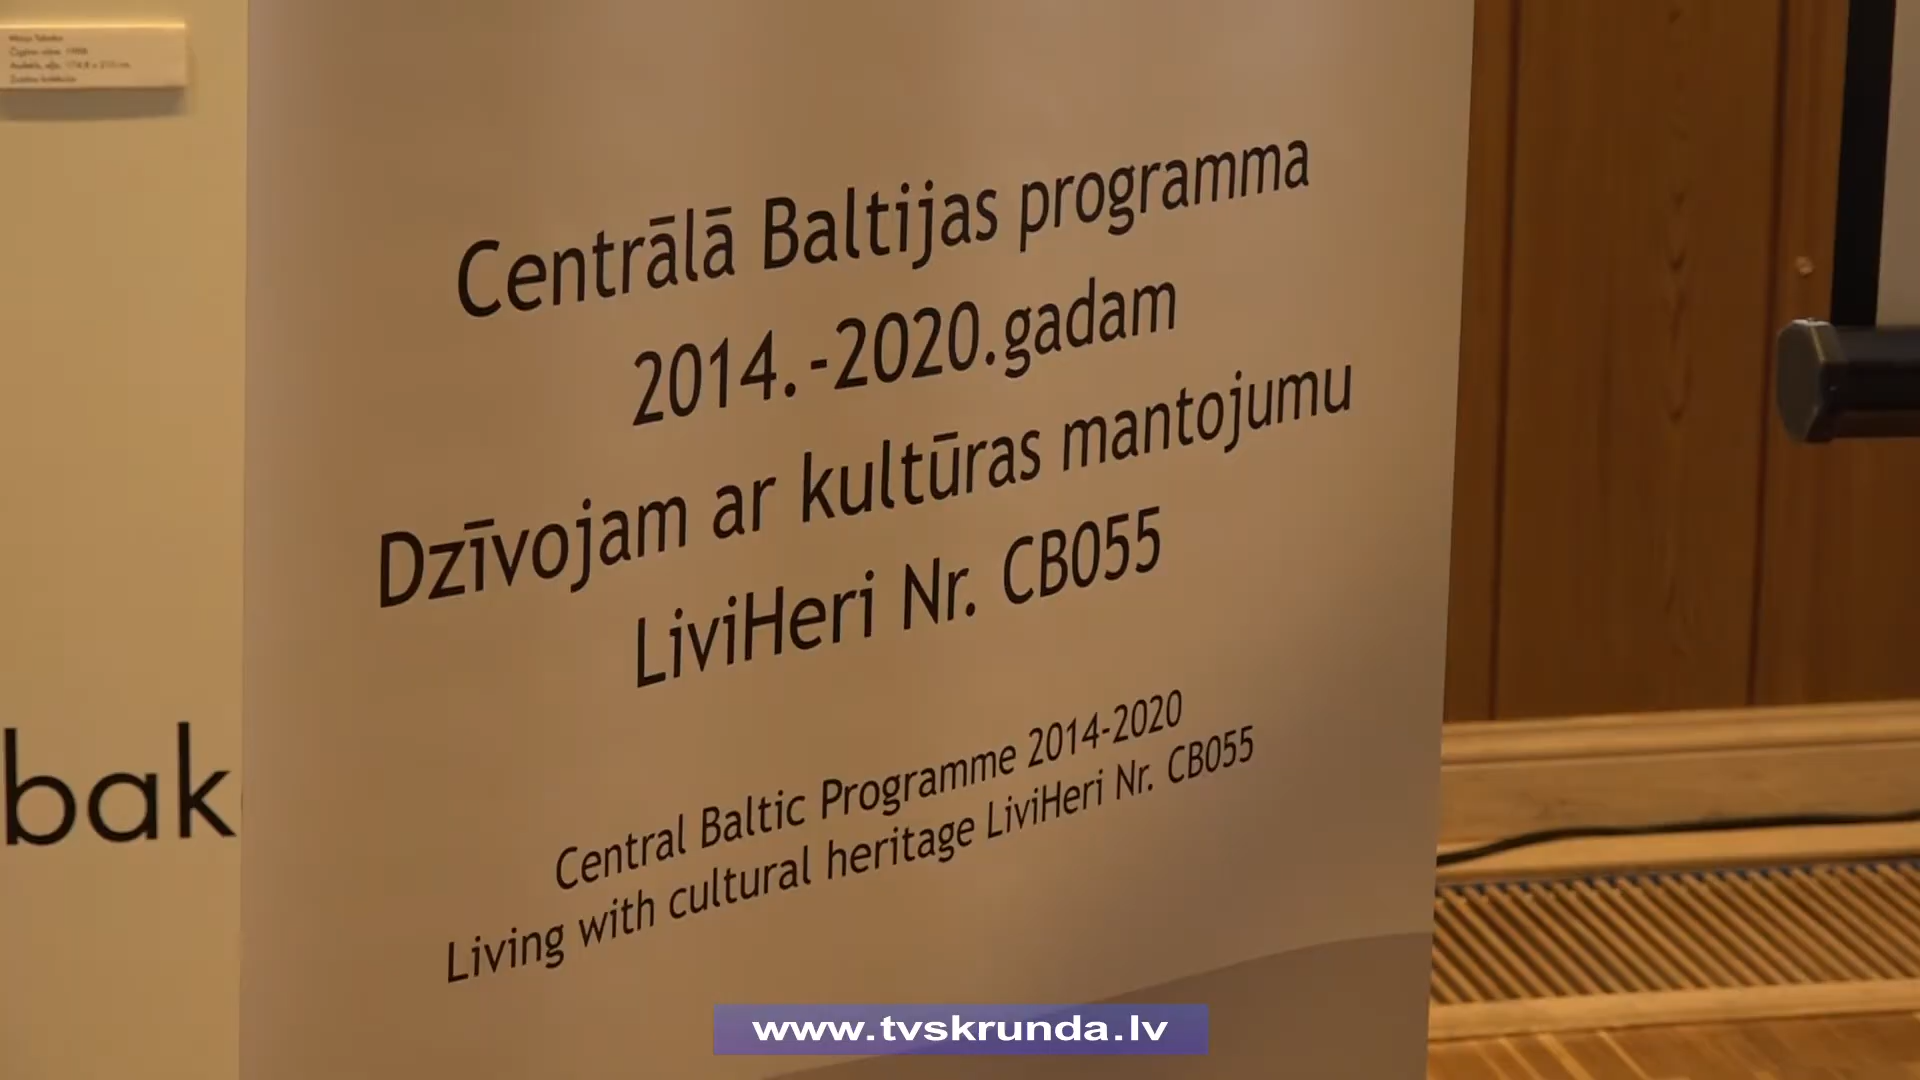 Centrālā Baltijas programma
2014.-2020.gadam
Dzīvojam ar kultūras mantojumu
LiviHeri Nr. CB055
Central Baltic Programme 2014-2020
Living with cultural heritage LiviHeri Nr. CB055
bak
www.tvskrunda.lv